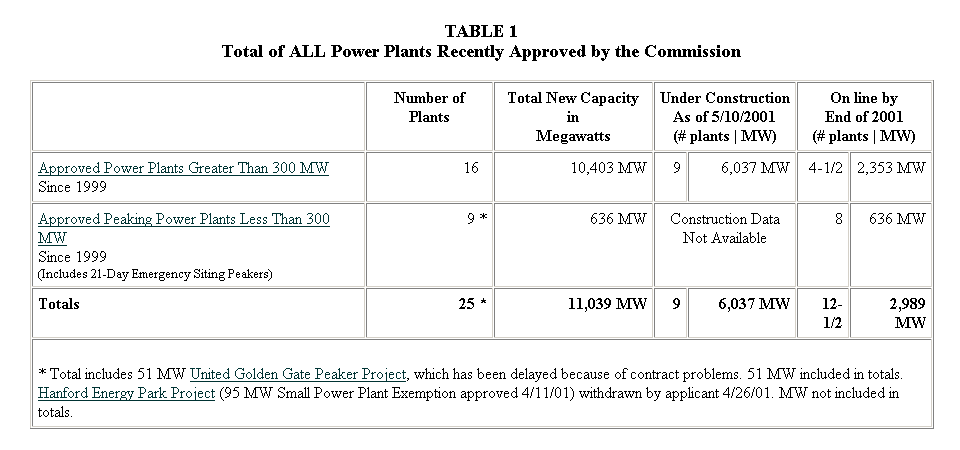 TABLE 1
Total of ALL Power Plants Recently Approved by the Commission
Number of
Plants
Total New Capacity
in
Megawatts
Under Construction
As of 5/10/2001
(# plants | MW)
On line by
End of 2001
(# plants | MW)
Approved Power Plants Greater Than 300 MW
Since 1999
16
10,403 MW
9
6,037 MW
4-1/2
2,353 MW
Approved Peaking Power Plants Less Than 300
MW
Since 1999
(Includes 21-Day Emergency Siting Peakers)
9 *
636 MW
Construction Data
Not Available
8
636 MW
Totals
25 *
11,039 MW
9
6,037 MW
12-
1/2
2,989
MW
* Total includes 51 MW United Golden Gate Peaker Project, which has been delayed because of contract problems. 51 MW included in totals.
Hanford Energy Park Project (95 MW Small Power Plant Exemption approved 4/11/01) withdrawn by applicant 4/26/01. MW not included in
totals.